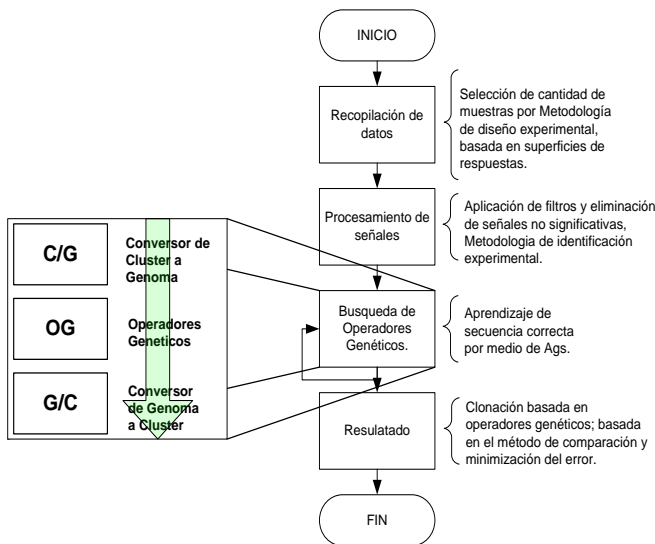 INICIO
Recopilación de
datos
Selección de cantidad de
muestras por Metodología
de diseño experimental,
basada en superficies de
respuestas.
Procesamiento de
señales
Aplicación de filtros y eliminación
de señales no significativas,
Metodologia de identificación
experimental.
C/G
Conversor de
Cluster a
Genoma
OG
Operadores
Geneticos
G/C
Conversor
de Genoma
a Cluster
Busqueda de
Operadores
Genéticos.
Aprendizaje de
secuencia correcta
por medio de Ags.
Resulatado
Clonación basada en
operadores genéticos; basada
en el método de comparación y
minimización del error.
FIN